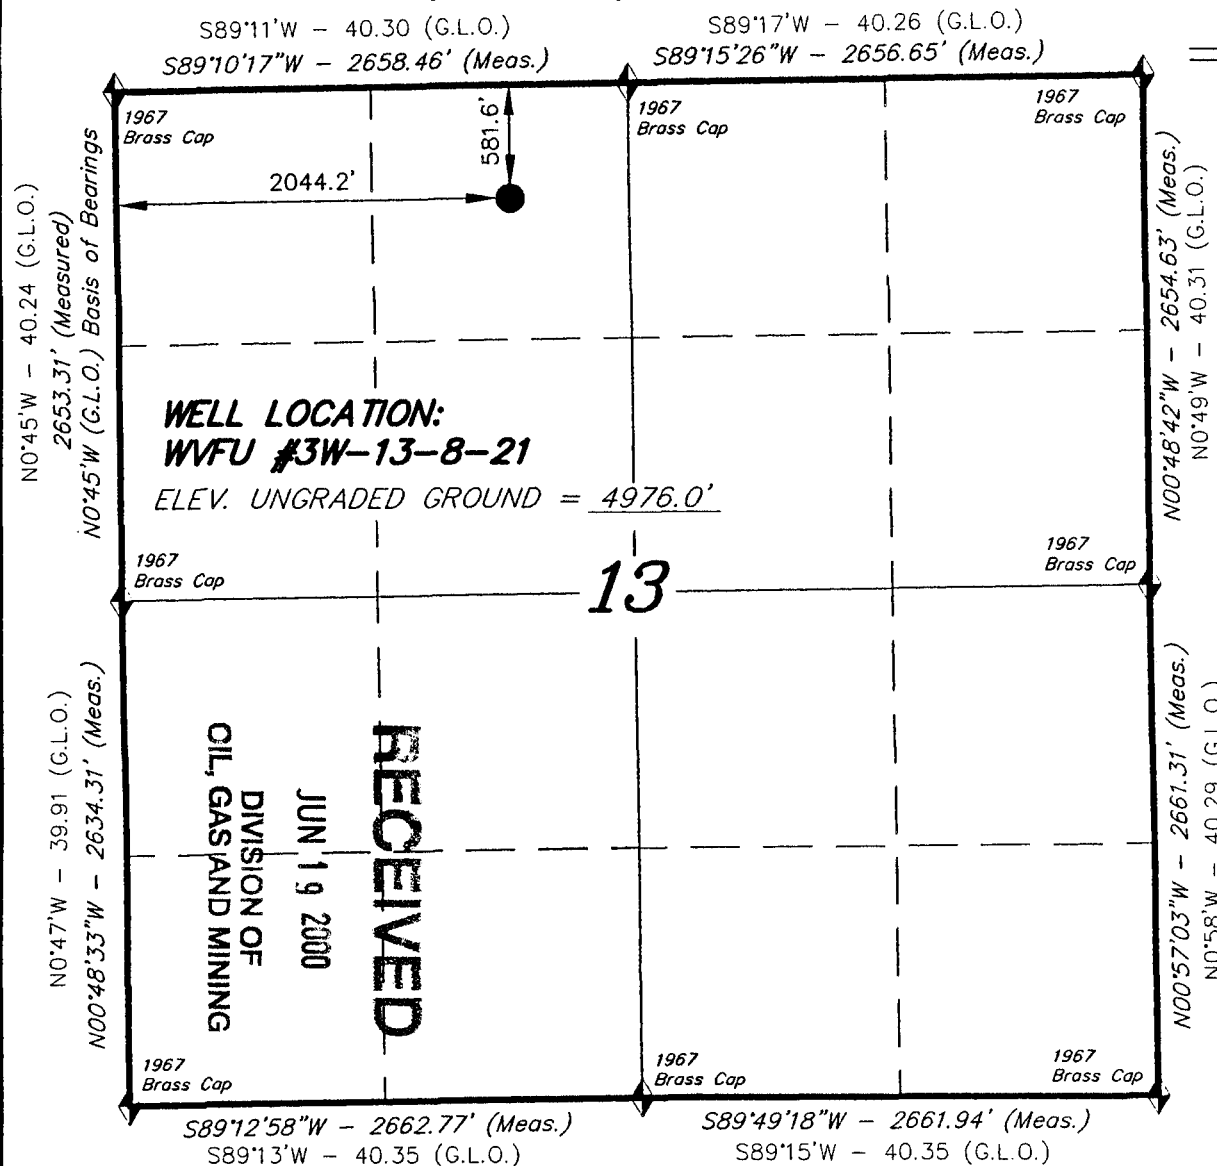 S89°11'W – 40.30 (G.L.O.)
S89°10'17"W – 2658.46' (Meas.)
S89°17'W – 40.26 (G.L.O.)
S89°15'26"W – 2656.65' (Meas.)
1967
Brass Cap
1967
Brass Cap
1967
Brass Cap
581.6'
2044.2'
N0°45'W – 40.24 (G.L.O.)
2653.31' (Measured)
N0°45'W (G.L.O.) Basis of Bearings
N00°48'42"W – 2654.63' (Meas.)
N0°49'W – 40.31 (G.L.O.)
WELL LOCATION:
WVFU #3W–13–8–21
ELEV. UNGRADED GROUND = 4976.0'
1967
Brass Cap
1967
Brass Cap
13
N0°47'W – 39.91 (G.L.O.)
N00°48'33"W – 2634.31' (Meas.)
RECEIVED
JUN 19 2000
DIVISION OF
OIL, GAS AND MINING
N00°57'03"W – 2661.31' (Meas.)
N0°58'W – 40.29 (G.L.O.)
1967
Brass Cap
1967
Brass Cap
1967
Brass Cap
S89°12'58"W – 2662.77' (Meas.)
S89°13'W – 40.35 (G.L.O.)
S89°49'18"W – 2661.94' (Meas.)
S89°15'W – 40.35 (G.L.O.)